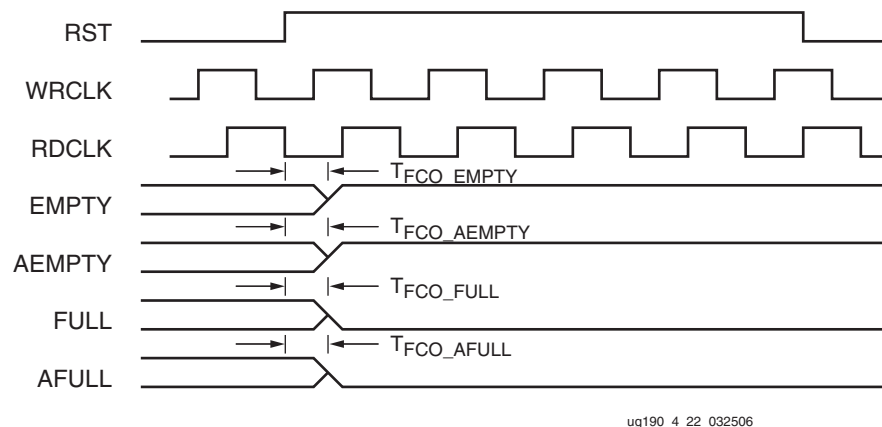 RST
WRCLK
RDCLK
TFCO_EMPTY
EMPTY
TFCO_AEMPTY
AEMPTY
TFCO_FULL
FULL
TFCO_AFULL
AFULL
ug190_4_22_032506